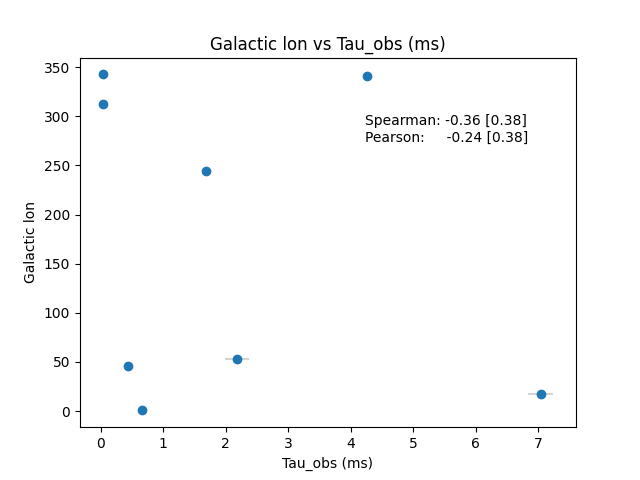 Galactic lon vs Tau_obs (ms)
350
300
250
200
150
100
50
0
Galactic lon
Spearman: -0.36 [0.38]
Pearson: -0.24 [0.38]
0 1 2 3 4 5 6 7
Tau_obs (ms)